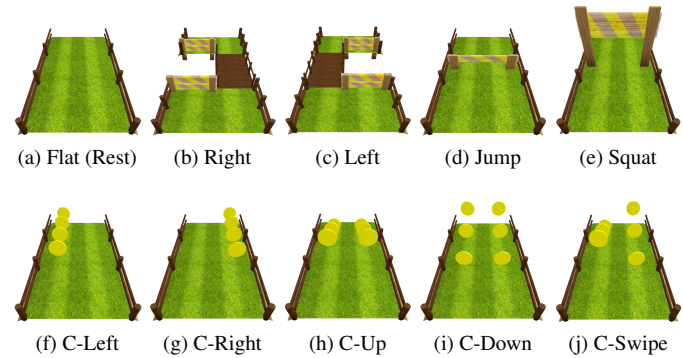 (a) Flat (Rest) (b) Right (c) Left (d) Jump (e) Squat
(f) C-Left (g) C-Right (h) C-Up (i) C-Down (j) C-Swipe